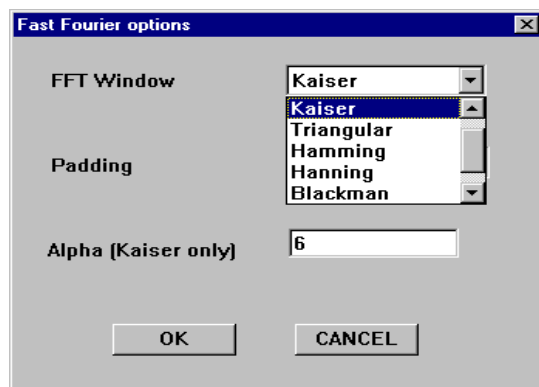 Fast Fourier options
FFT Window
Kaiser
Kaiser
Triangular
Hamming
Hanning
Blackman
Padding
Alpha (Kaiser only)
6
OK
CANCEL